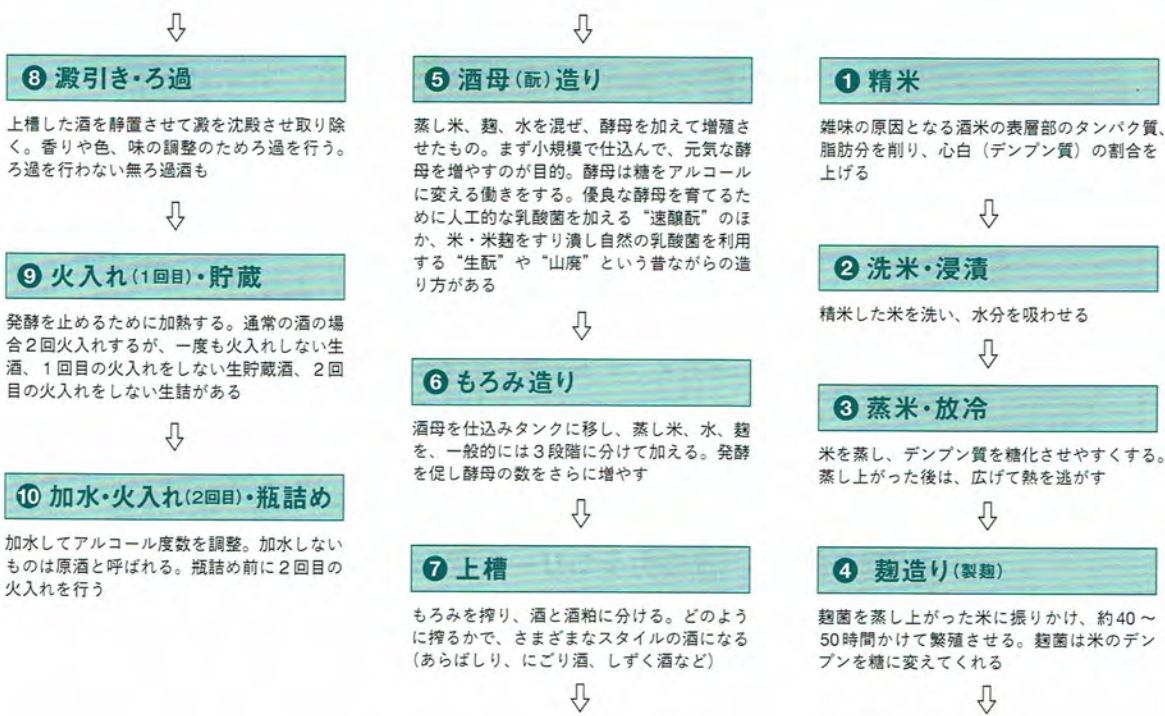 ❶ 精米
雑味の原因となる酒米の表層部のタンパク質、
脂肪分を削り、心白（デンプン質）の割合を
上げる
⇩
❷ 洗米・浸漬
精米した米を洗い、水分を吸わせる
⇩
❸ 蒸米・放冷
米を蒸し、デンプン質を糖化させやすくする。
蒸し上がった後は、広げて熱を逃がす
⇩
❹ 麹造り(製麹)
麹菌を蒸し上がった米に振りかけ、約40～
50時間かけて繁殖させる。麹菌は米のデン
プンを糖に変えてくれる
⇩
⇩
❺ 酒母(酛)造り
蒸し米、麹、水を混ぜ、酵母を加えて増殖さ
せたもの。まず小規模で仕込んで、元気な酵
母を増やすのが目的。酵母は糖をアルコール
に変える働きをする。優良な酵母を育てるた
めに人工的な乳酸菌を加える“速醸酛”のほ
か、米・米麹をすり潰し自然の乳酸菌を利用
する“生酛”や“山廃”という昔ながらの造
り方がある
⇩
❻ もろみ造り
酒母を仕込みタンクに移し、蒸し米、水、麹
を、一般的には３段階に分けて加える。発酵
を促し酵母の数をさらに増やす
⇩
❼ 上槽
もろみを搾り、酒と酒粕に分ける。どのよう
に搾るかで、さまざまなスタイルの酒になる
(あらばしり、にごり酒、しずく酒など)
⇩
⇩
❽ 澱引き・ろ過
上槽した酒を静置させて澱を沈殿させ取り除
く。香りや色、味の調整のためろ過を行う。
ろ過を行わない無ろ過酒も
⇩
❾ 火入れ(1回目)・貯蔵
発酵を止めるために加熱する。通常の酒の場
合２回火入れするが、一度も火入れしない生
酒、１回目の火入れをしない生貯蔵酒、２回
目の火入れをしない生詰がある
⇩
❿ 加水・火入れ(2回目)・瓶詰め
加水してアルコール度数を調整。加水しない
ものは原酒と呼ばれる。瓶詰め前に２回目の
火入れを行う